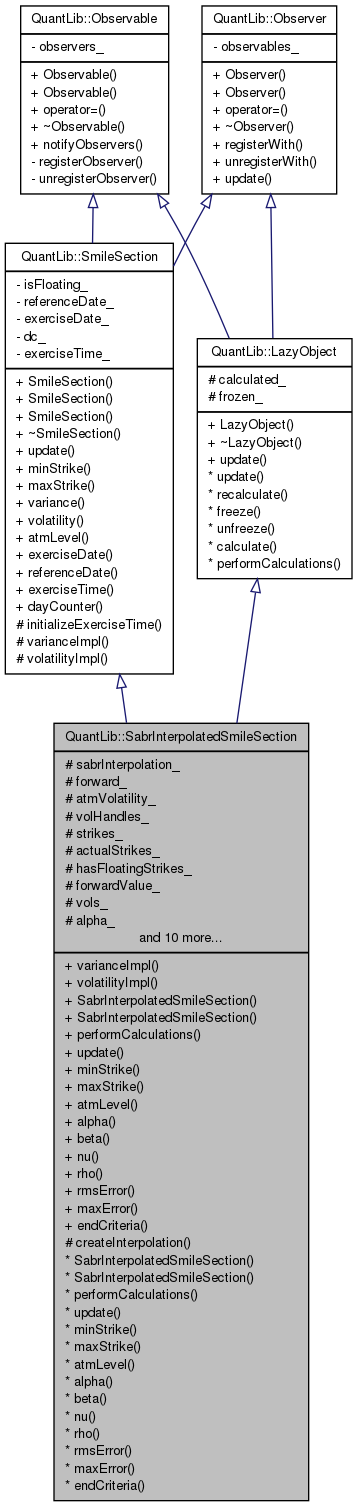 QuantLib::Observable
- observers_
+ Observable()
+ Observable()
+ operator=()
+ ~Observable()
+ notifyObservers()
- registerObserver()
- unregisterObserver()
QuantLib::Observer
- observables_
+ Observer()
+ Observer()
+ operator=()
+ ~Observer()
+ registerWith()
+ unregisterWith()
+ update()
QuantLib::SmileSection
- isFloating_
- referenceDate_
- exerciseDate_
- dc_
- exerciseTime_
+ SmileSection()
+ SmileSection()
+ SmileSection()
+ ~SmileSection()
+ update()
+ minStrike()
+ maxStrike()
+ variance()
+ volatility()
+ atmLevel()
+ exerciseDate()
+ referenceDate()
+ exerciseTime()
+ dayCounter()
# initializeExerciseTime()
# varianceImpl()
# volatilityImpl()
QuantLib::LazyObject
# calculated_
# frozen_
+ LazyObject()
+ ~LazyObject()
+ update()
* update()
* recalculate()
* freeze()
* unfreeze()
* calculate()
* performCalculations()
QuantLib::SabrInterpolatedSmileSection
# sabrInterpolation_
# forward_
# atmVolatility_
# volHandles_
# strikes_
# actualStrikes_
# hasFloatingStrikes_
# forwardValue_
# vols_
# alpha_
and 10 more...
+ varianceImpl()
+ volatilityImpl()
+ SabrInterpolatedSmileSection()
+ SabrInterpolatedSmileSection()
+ performCalculations()
+ update()
+ minStrike()
+ maxStrike()
+ atmLevel()
+ alpha()
+ beta()
+ nu()
+ rho()
+ rmsError()
+ maxError()
+ endCriteria()
# createInterpolation()
* SabrInterpolatedSmileSection()
* SabrInterpolatedSmileSection()
* performCalculations()
* update()
* minStrike()
* maxStrike()
* atmLevel()
* alpha()
* beta()
* nu()
* rho()
* rmsError()
* maxError()
* endCriteria()